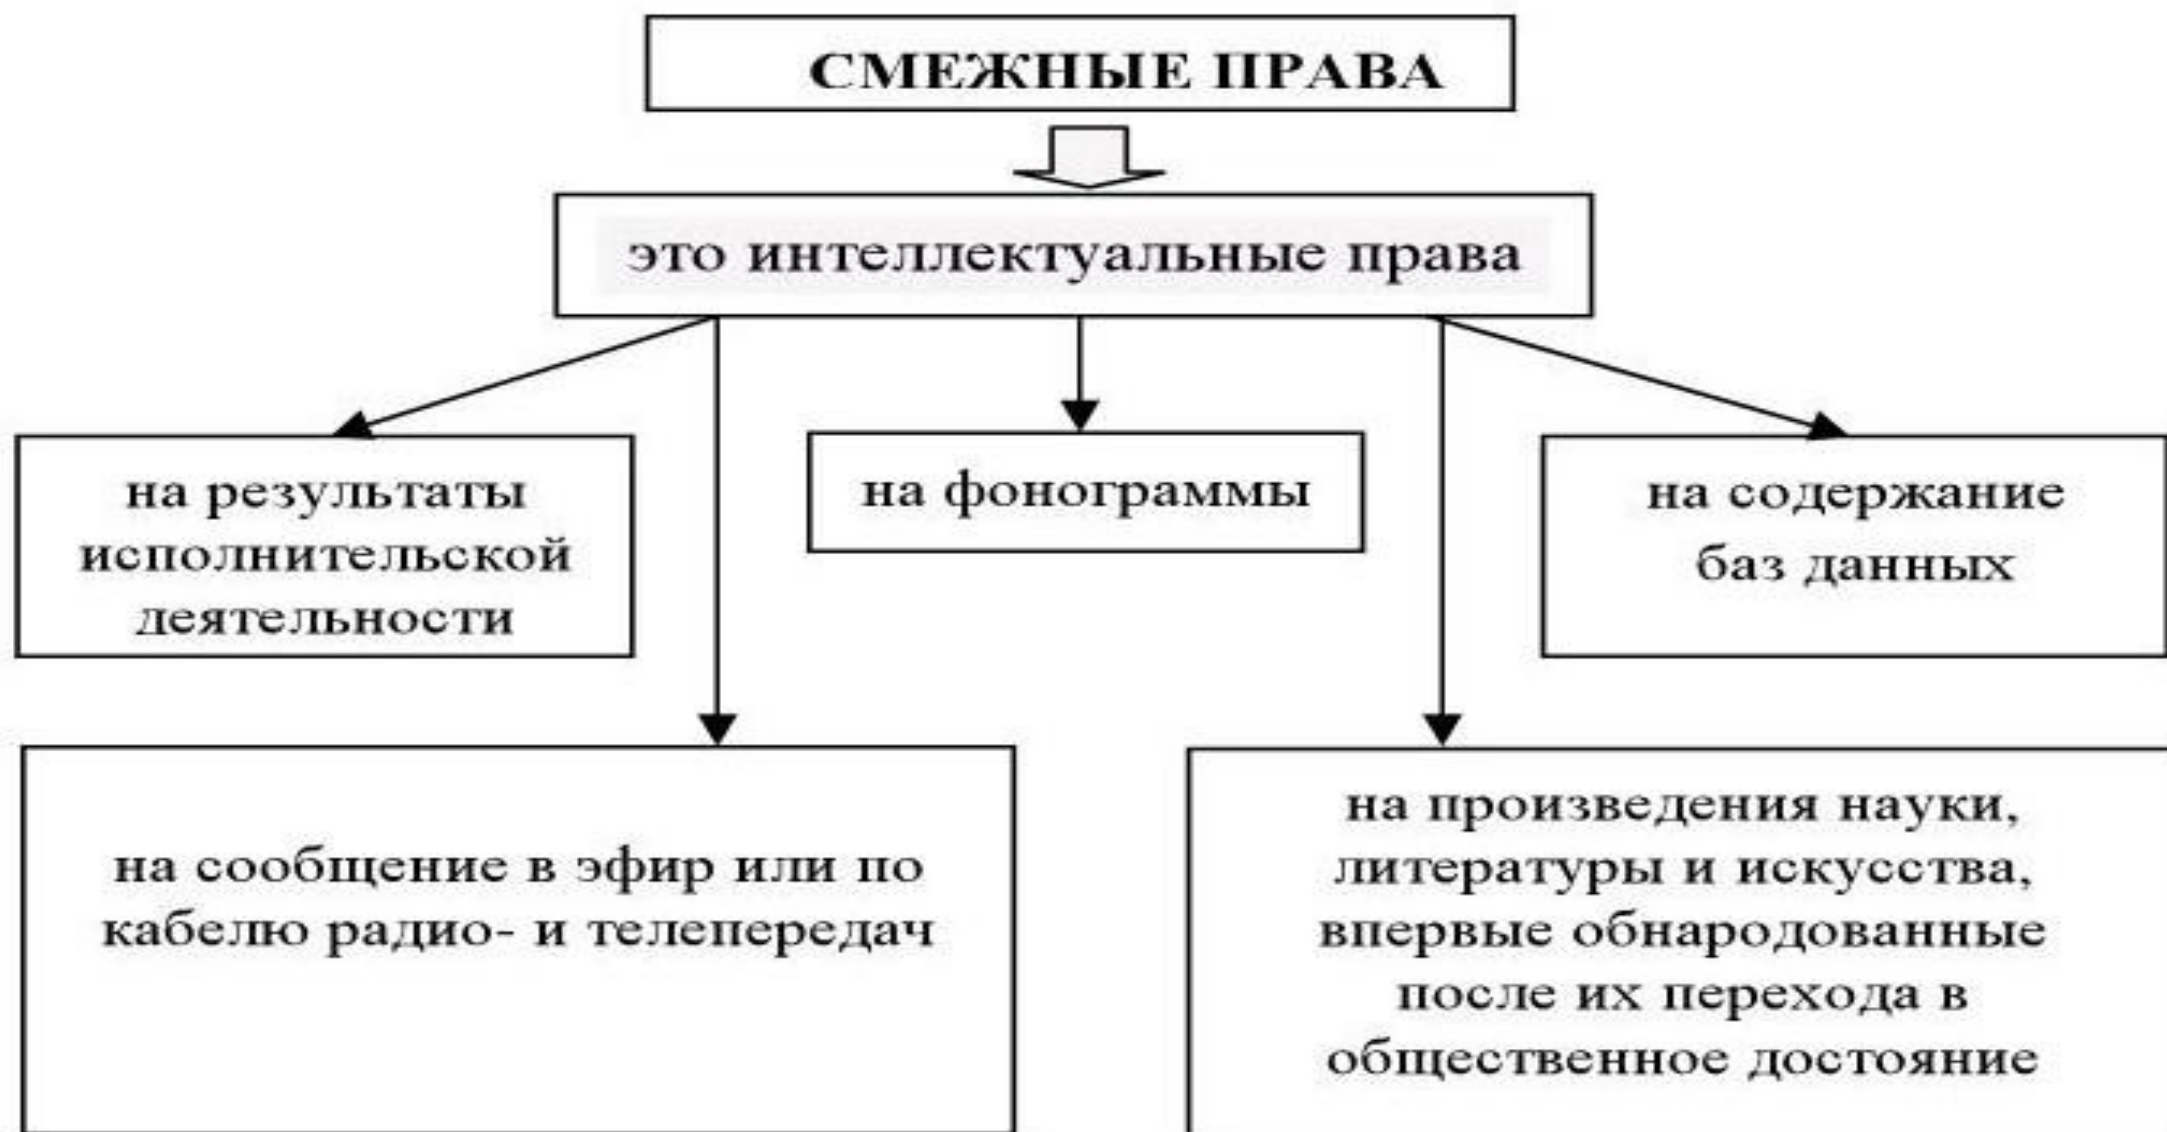 СМЕЖНЫЕ ПРАВА
это интеллектуальные права
на результаты
исполнительской
деятельности
на фонограммы
на содержание
баз данных
на сообщение в эфир или по
кабелю радио- и телепередач
на произведения науки,
литературы и искусства,
впервые обнародованные
после их перехода в
общественное достояние